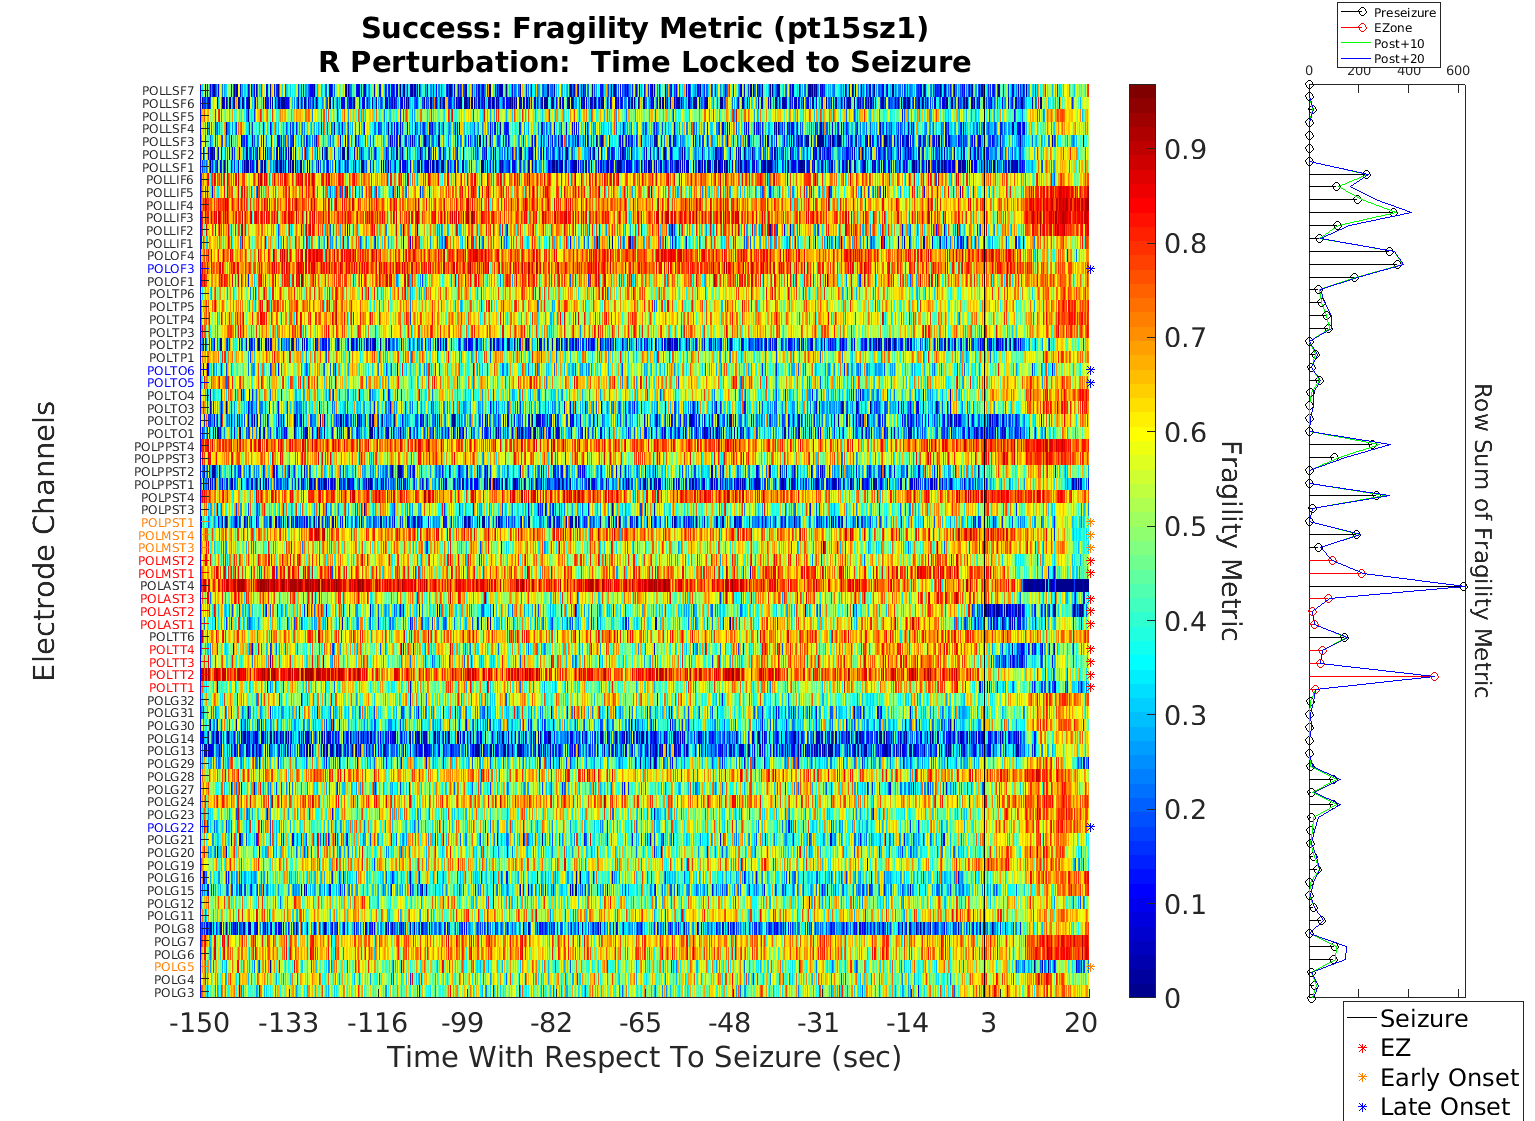 Success: Fragility Metric (pt15sz1)
R Perturbation:  Time Locked to Seizure
Preseizure
EZone
Post+10
Post+20
0 200 400 600
Electrode Channels
POLLSF7
POLLSF6
POLLSF5
POLLSF4
POLLSF3
POLLSF2
POLLSF1
POLLIF6
POLLIF5
POLLIF4
POLLIF3
POLLIF2
POLLIF1
POLOF4
POLOF3
POLOF1
POLTP6
POLTP5
POLTP4
POLTP3
POLTP2
POLTP1
POLTO6
POLTO5
POLTO4
POLTO3
POLTO2
POLTO1
POLPPST4
POLPPST3
POLPPST2
POLPPST1
POLPST4
POLPST3
POLPST1
POLMST4
POLMST3
POLMST2
POLMST1
POLAST4
POLAST3
POLAST2
POLAST1
POLTT6
POLTT4
POLTT3
POLTT2
POLTT1
POLG32
POLG31
POLG30
POLG14
POLG13
POLG29
POLG28
POLG27
POLG24
POLG23
POLG22
POLG21
POLG20
POLG19
POLG16
POLG15
POLG12
POLG11
POLG8
POLG7
POLG6
POLG5
POLG4
POLG3
-150 -133 -116 -99 -82 -65 -48 -31 -14 3 20
Time With Respect To Seizure (sec)
0.9
0.8
0.7
0.6
0.5
0.4
0.3
0.2
0.1
0
Fragility Metric
Row Sum of Fragility Metric
Seizure
EZ
Early Onset
Late Onset